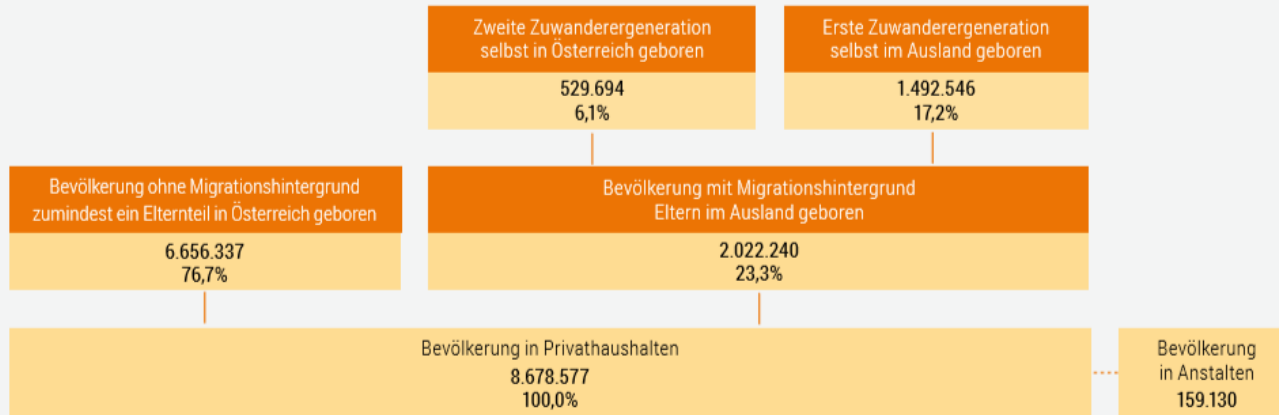 Zweite Zuwanderergeneration
selbst in Österreich geboren
529.694
6,1%
Erste Zuwanderergeneration
selbst im Ausland geboren
1.492.546
17,2%
Bevölkerung ohne Migrationshintergrund
zumindest ein Elternteil in Österreich geboren
6.656.337
76,7%
Bevölkerung mit Migrationshintergrund
Eltern im Ausland geboren
2.022.240
23,3%
Bevölkerung in Privathaushalten
8.678.577
100,0%
Bevölkerung
in Anstalten
159.130